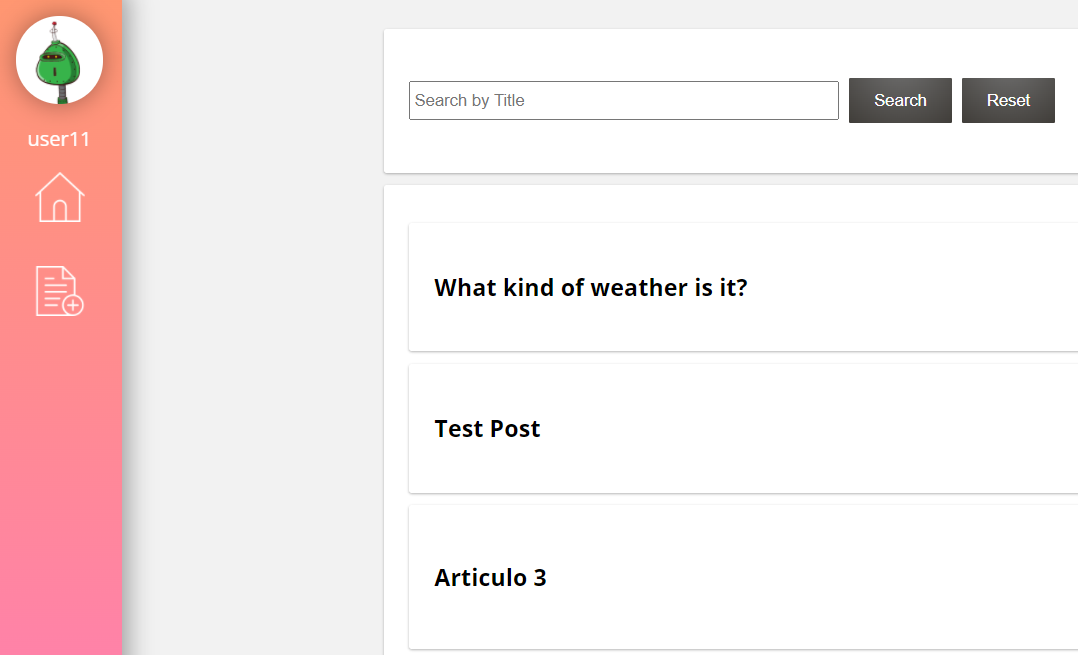 user11
Search by Title
Search
Reset
What kind of weather is it?
Test Post
Articulo 3